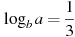 log_b a = 1/3